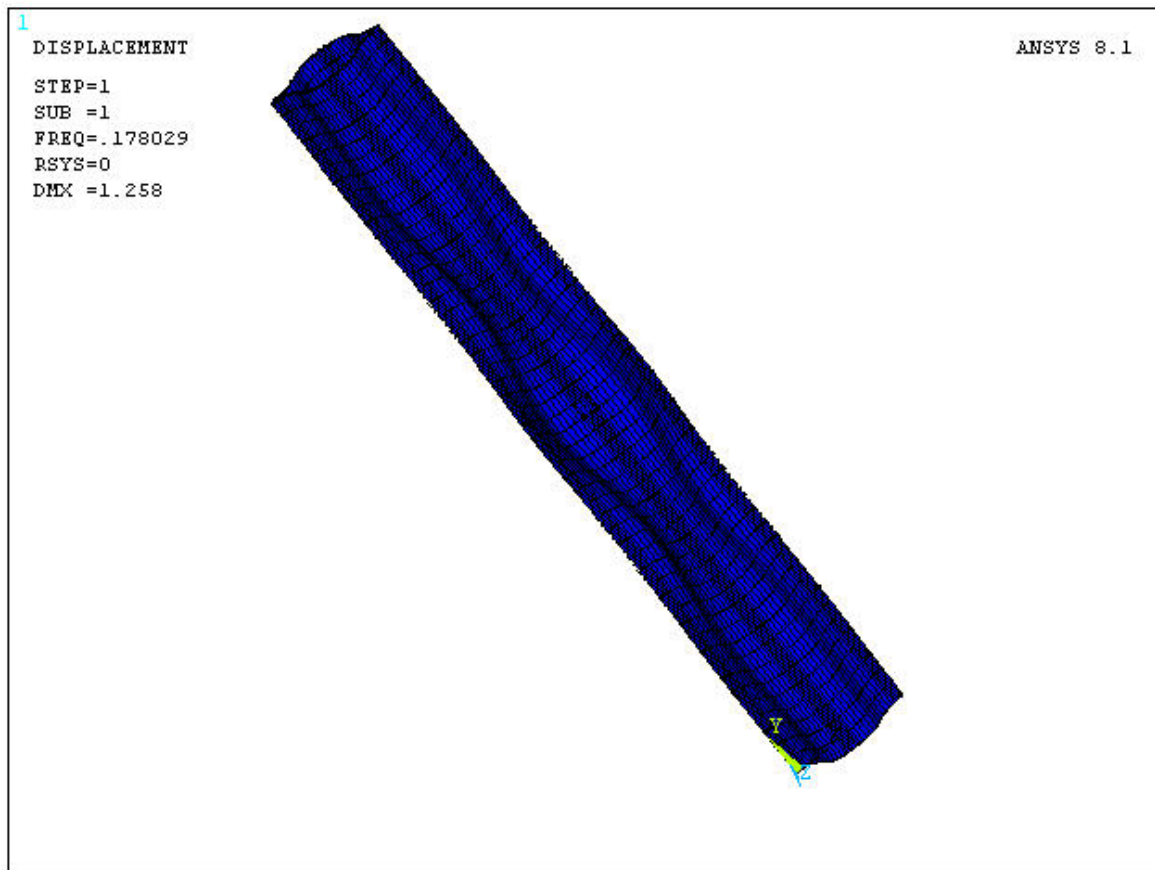 1
DISPLACEMENT
ANSYS 8.1
STEP=1
SUB =1
FREQ=.178029
RSYS=0
DMX =1.258
Y
Z